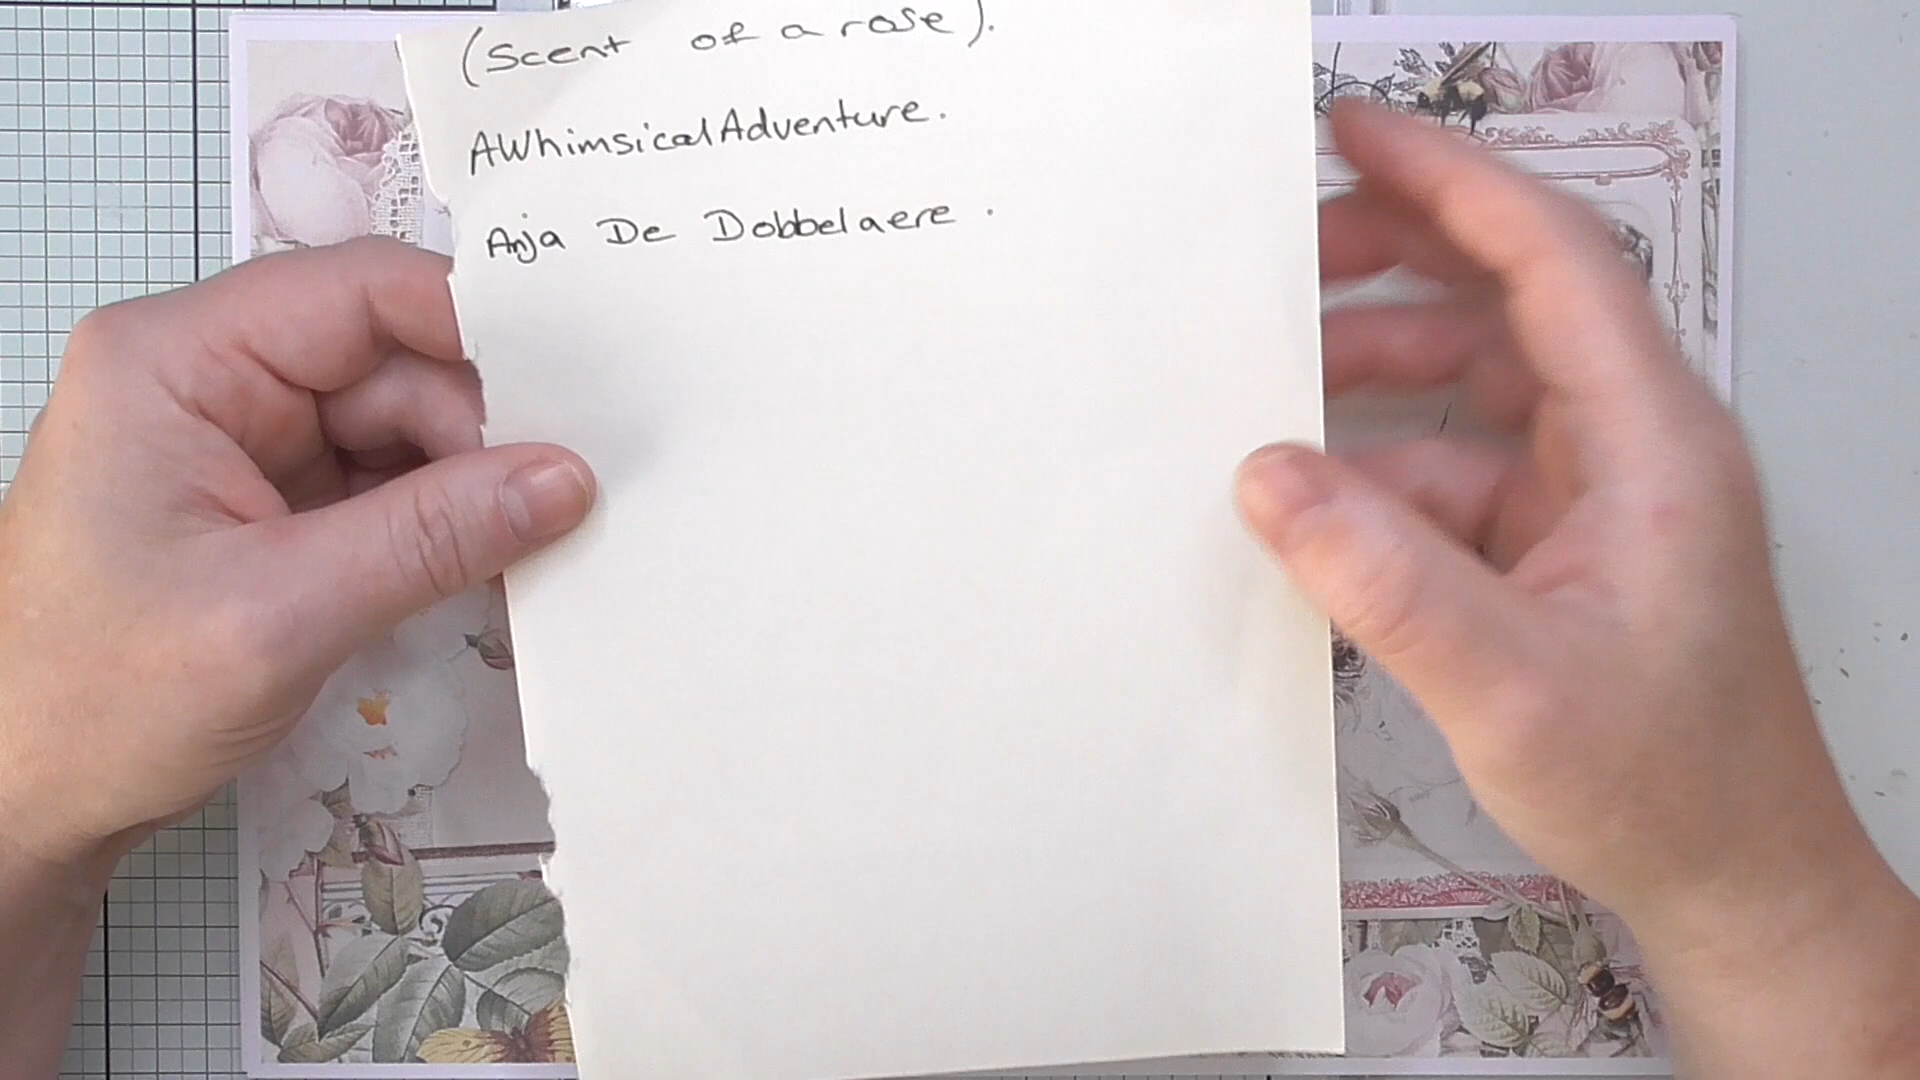 (Scent of a rose).
AWhimsicalAdventure.
Anja De Dobbelaere.